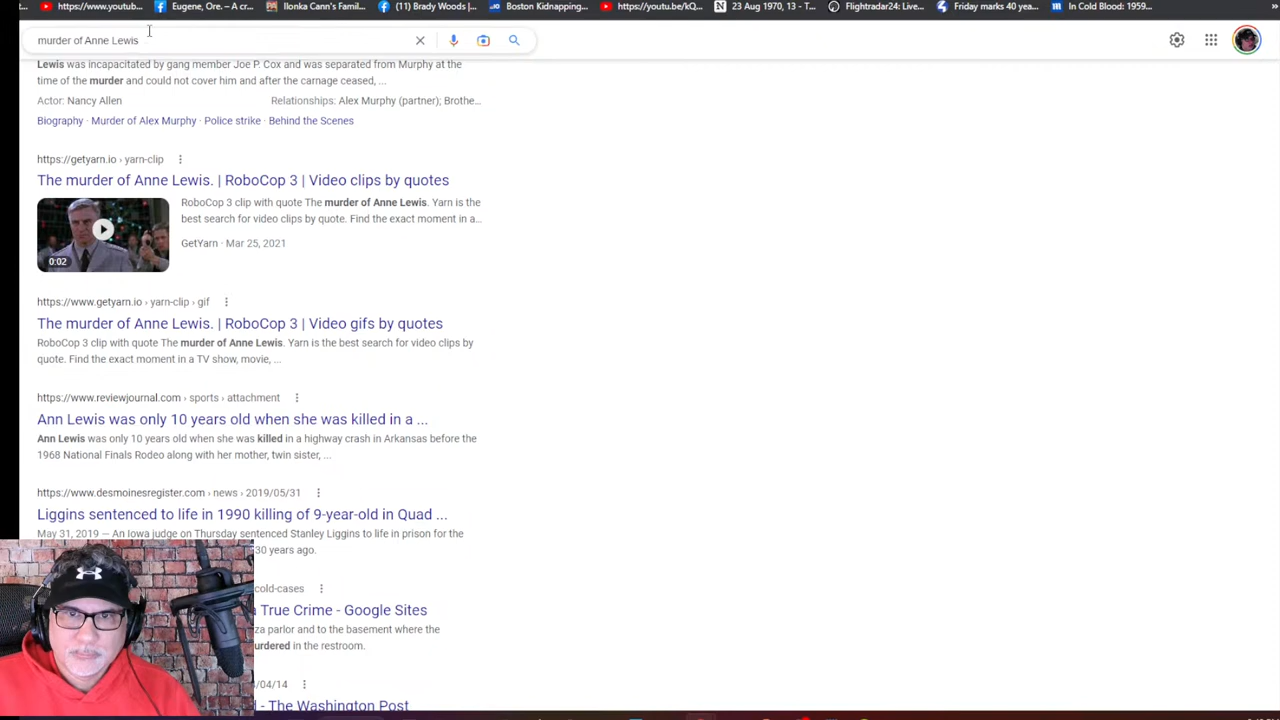 https://www.youtub... Eugene, Ore. – A cr... Ilonka Cann's Famil... (11) Brady Woods |... Boston Kidnapping... https://youtu.be/kQ... 23 Aug 1970, 13 - T... Flightradar24: Live... Friday marks 40 yea... In Cold Blood: 1959...
murder of Anne Lewis
Lewis was incapacitated by gang member Joe P. Cox and was separated from Murphy at the
time of the murder and could not cover him and after the carnage ceased, ...
Actor: Nancy Allen Relationships: Alex Murphy (partner); Brothe...
Biography · Murder of Alex Murphy · Police strike · Behind the Scenes
https://getyarn.io › yarn-clip
The murder of Anne Lewis. | RoboCop 3 | Video clips by quotes
RoboCop 3 clip with quote The murder of Anne Lewis. Yarn is the
best search for video clips by quote. Find the exact moment in a...
GetYarn · Mar 25, 2021
0:02
https://www.getyarn.io › yarn-clip › gif
The murder of Anne Lewis. | RoboCop 3 | Video gifs by quotes
RoboCop 3 clip with quote The murder of Anne Lewis. Yarn is the best search for video clips by
quote. Find the exact moment in a TV show, movie, ...
https://www.reviewjournal.com › sports › attachment
Ann Lewis was only 10 years old when she was killed in a ...
Ann Lewis was only 10 years old when she was killed in a highway crash in Arkansas before the
1968 National Finals Rodeo along with her mother, twin sister, ...
https://www.desmoinesregister.com › news › 2019/05/31
Liggins sentenced to life in 1990 killing of 9-year-old in Quad ...
May 31, 2019 — An Iowa judge on Thursday sentenced Stanley Liggins to life in prison for the
30 years ago.
cold-cases
True Crime - Google Sites
za parlor and to the basement where the
urdered in the restroom.
/04/14
- The Washington Post